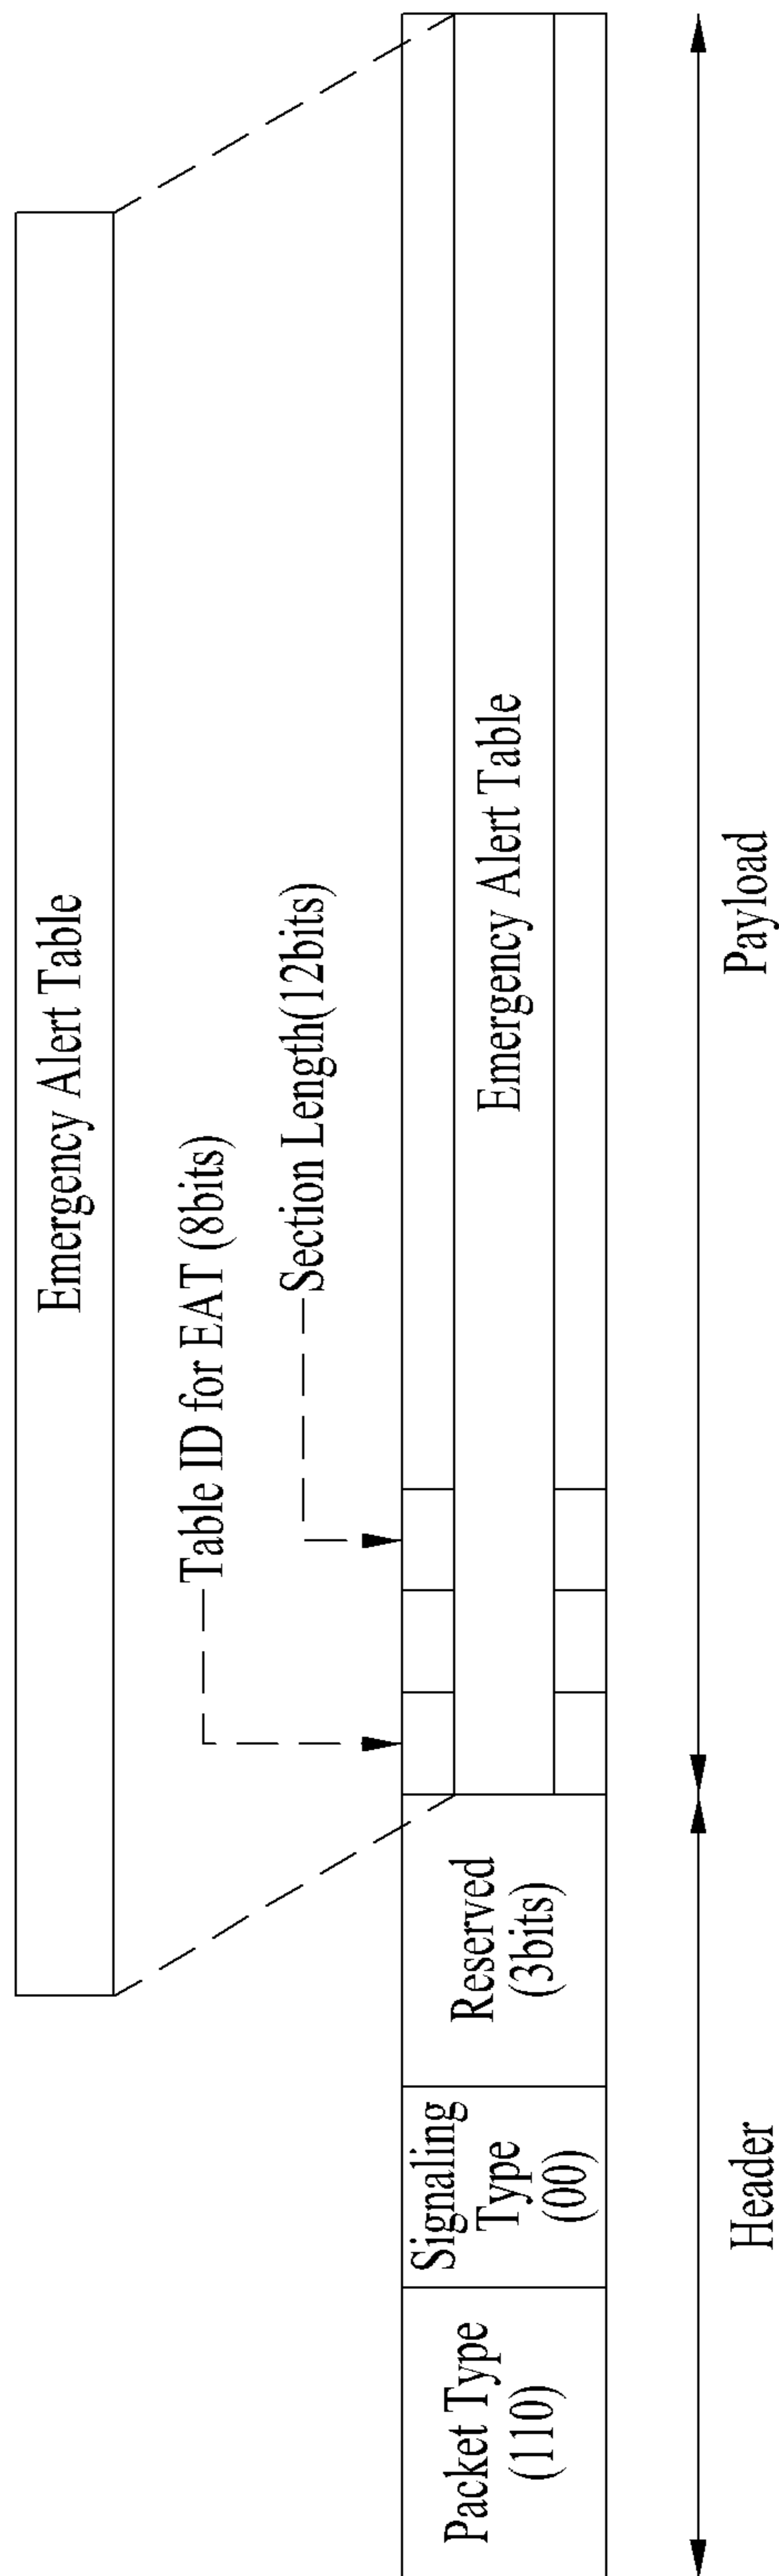 Emergency Alert Table
Table ID for EAT (8bits)
Section Length(12bits)
Packet Type
(110)
Signaling
Type
(00)
Reserved
(3bits)
Emergency Alert Table
Header
Payload